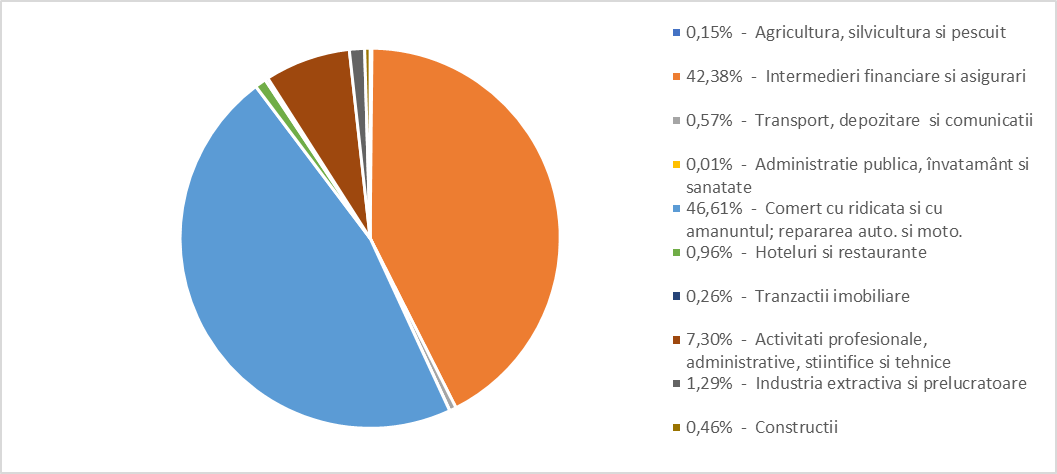 0,15% - Agricultura, silvicultura si pescuit
42,38% - Intermedieri financiare si asigurari
0,57% - Transport, depozitare si comunicatii
0,01% - Administratie publica, învatamânt si
sanatate
46,61% - Comert cu ridicata si cu
amanuntul; repararea auto. si moto.
0,96% - Hoteluri si restaurante
0,26% - Tranzactii imobiliare
7,30% - Activitati profesionale,
administrative, stiintifice si tehnice
1,29% - Industria extractiva si prelucratoare
0,46% - Constructii